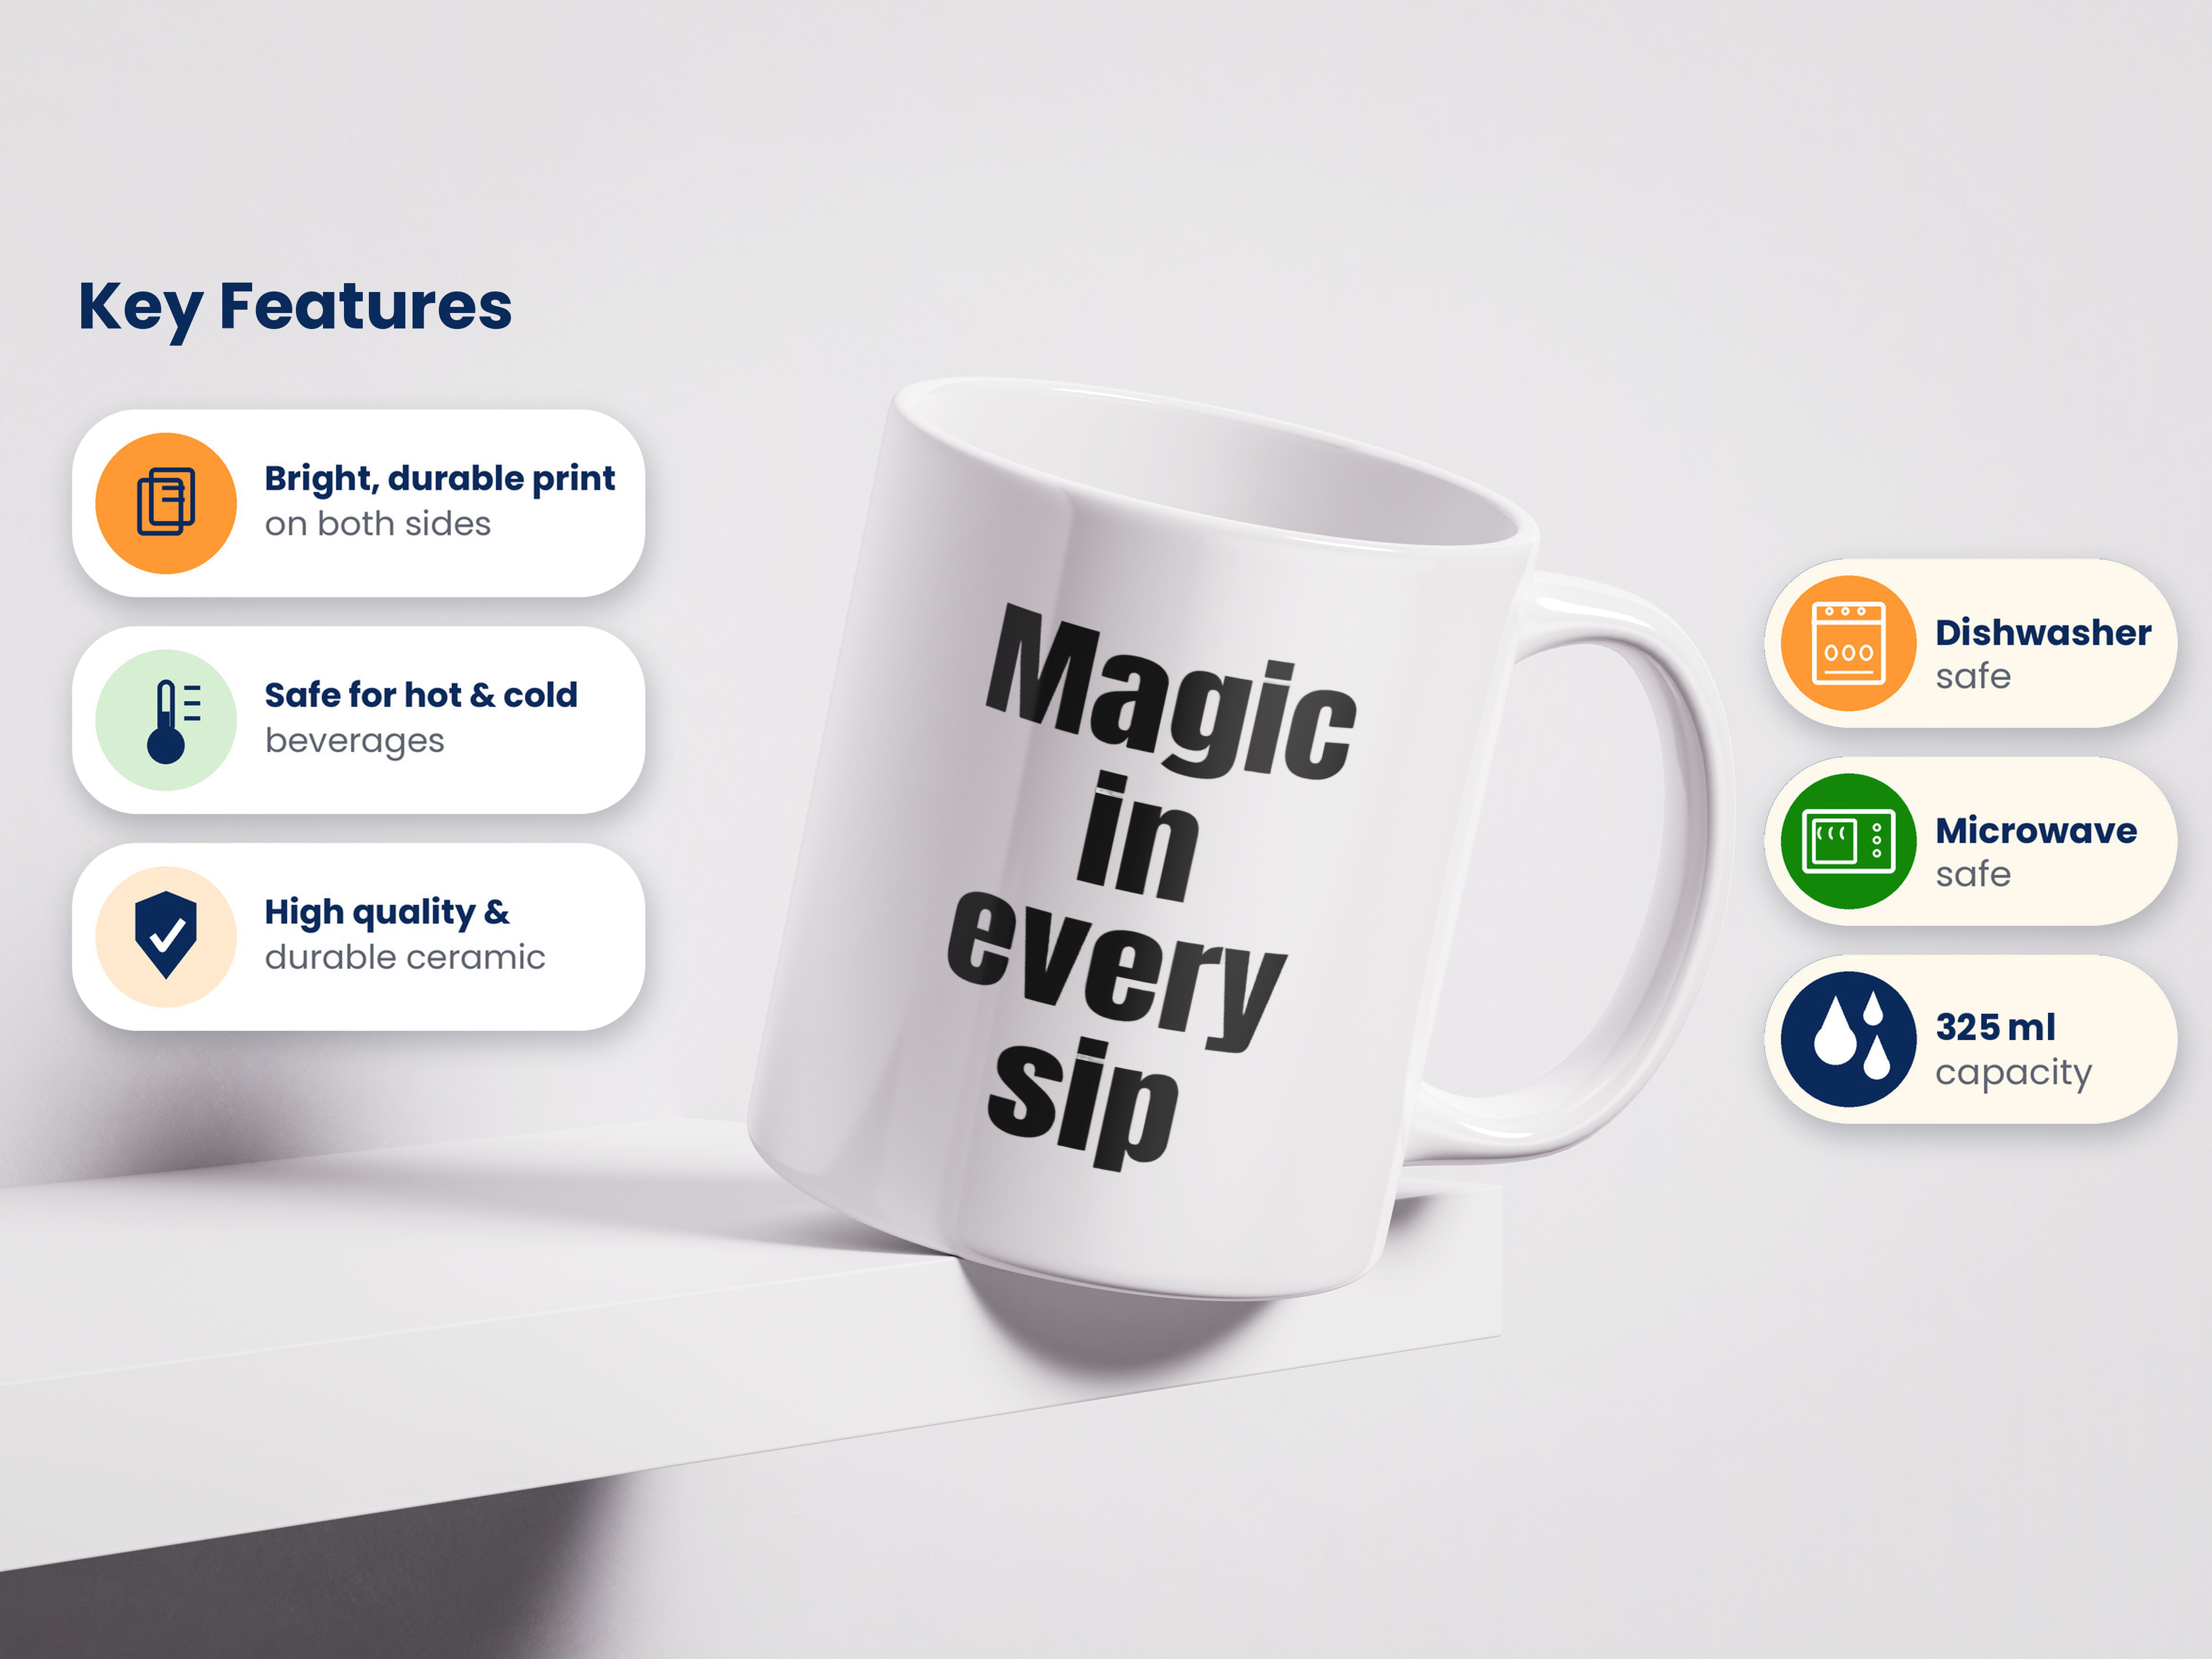 Key Features
Bright, durable print
on both sides
Safe for hot & cold
beverages
High quality &
durable ceramic
Magic
in
every
sip
Dishwasher
safe
Microwave
safe
325 ml
capacity